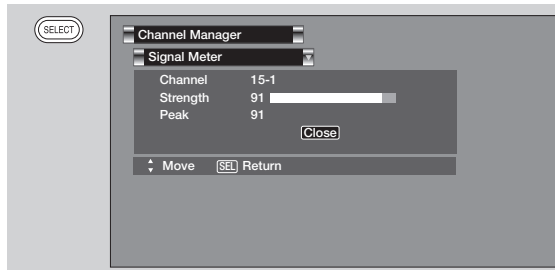 SELECT
Channel Manager
Signal Meter
Channel 15-1
Strength 91
Peak 91
Close
Move SEL Return